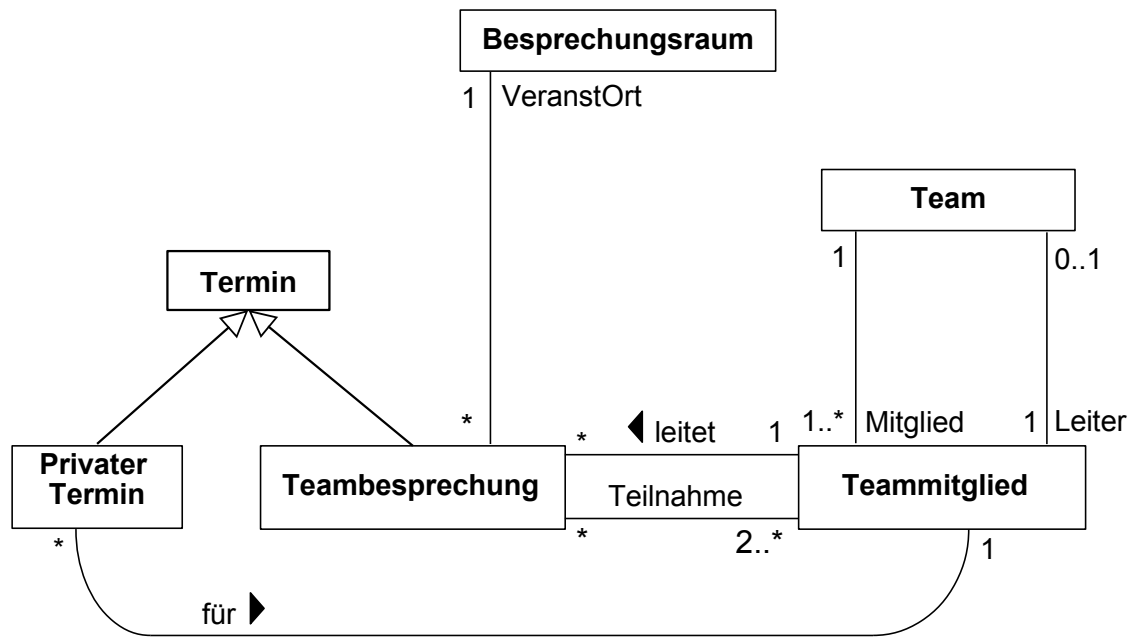 Besprechungsraum
1 VeranstOrt
Team
1 0..1
Termin
* * leitet 1 1..* Mitglied 1 Leiter
Privater
Termin
Teambesprechung
Teilnahme
Teammitglied
* * 2..* 1
für